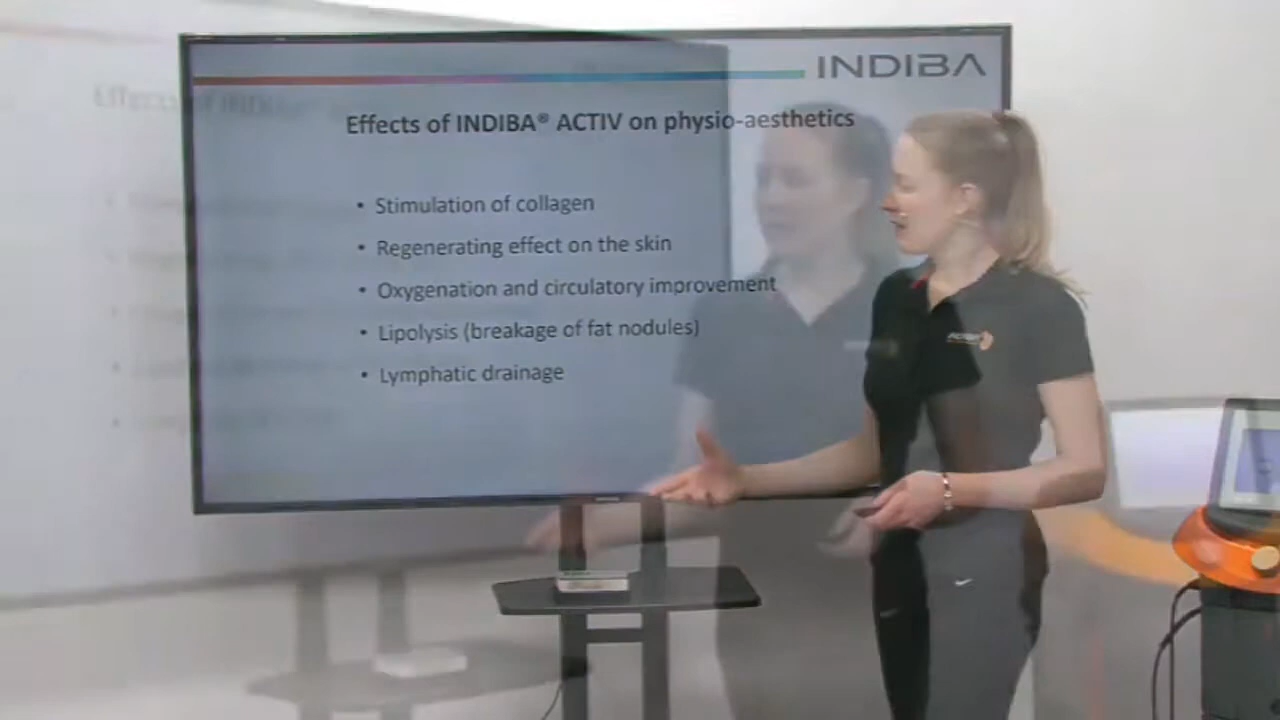 INDIBA
Effects of INDIBA® ACTIV on physio-aesthetics
• Stimulation of collagen
• Regenerating effect on the skin
• Oxygenation and circulatory improvement
• Lipolysis (breakage of fat nodules)
• Lymphatic drainage